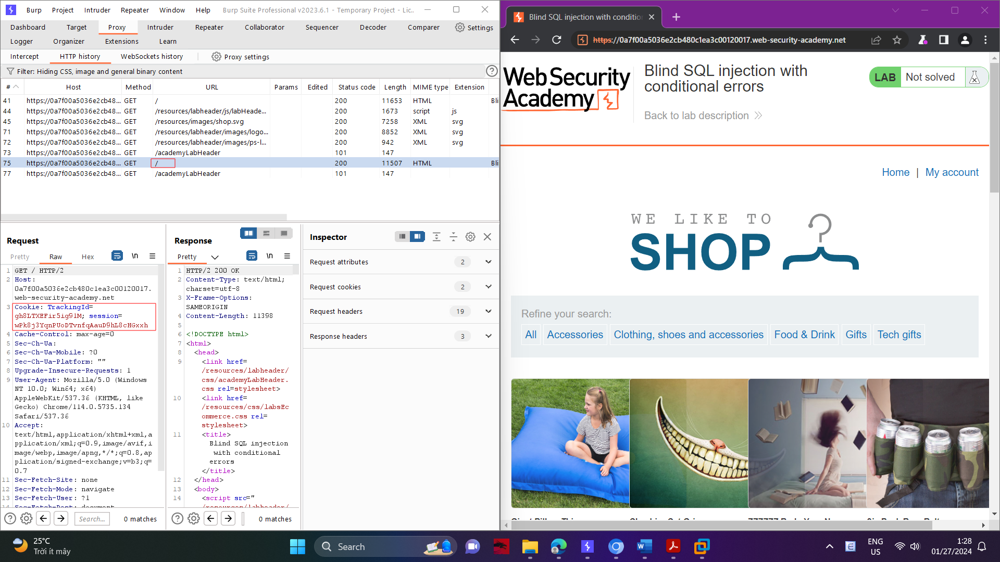 Burp Project Intruder Repeater Window Help Burp Suite Professional v2023.6.1 - Temporary Project - Lic...
Dashboard Target Proxy Intruder Repeater Collaborator Sequencer Decoder Comparer Settings
Logger Organizer Extensions Learn
Intercept HTTP history WebSockets history Proxy settings
Filter: Hiding CSS, image and general binary content
# Host Method URL Params Edited Status code Length MIME type Extension
41 https://0a7f00a5036e2cb48... GET / 200 11653 HTML Bli
44 https://0a7f00a5036e2cb48... GET /resources/labheader/js/labHeade... 200 1673 script js
45 https://0a7f00a5036e2cb48... GET /resources/images/shop.svg 200 7258 XML svg
71 https://0a7f00a5036e2cb48... GET /resources/labheader/images/logo... 200 8852 XML svg
72 https://0a7f00a5036e2cb48... GET /resources/labheader/images/ps-l... 200 942 XML svg
73 https://0a7f00a5036e2cb48... GET /academyLabHeader 101 147
75 https://0a7f00a5036e2cb48... GET / 200 11507 HTML Bli
77 https://0a7f00a5036e2cb48... GET /academyLabHeader 101 147
Request
Pretty Raw Hex \n
1 GET / HTTP/2
2 Host:
0a7f00a5036e2cb480c1ea3c00120017.
web-security-academy.net
3 Cookie: TrackingId=
gh8LTXEFir5ig9lM; session=
wPk8j3YqnPUoDTvnfqAauD9hL8cHGxxh
4 Cache-Control: max-age=0
5 Sec-Ch-Ua:
6 Sec-Ch-Ua-Mobile: ?0
7 Sec-Ch-Ua-Platform: ""
8 Upgrade-Insecure-Requests: 1
9 User-Agent: Mozilla/5.0 (Windows
NT 10.0; Win64; x64)
AppleWebKit/537.36 (KHTML, like
Gecko) Chrome/114.0.5735.134
Safari/537.36
10 Accept:
text/html,application/xhtml+xml,a
pplication/xml;q=0.9,image/avif,i
mage/webp,image/apng,*/*;q=0.8,ap
plication/signed-exchange;v=b3;q=
0.7
11 Sec-Fetch-Site: none
12 Sec-Fetch-Mode: navigate
13 Sec-Fetch-User: ?1
14 Sec-Fetch-Dest: document
Search... 0 matches
Response
Pretty \n
1 HTTP/2 200 OK
2 Content-Type: text/html;
charset=utf-8
3 X-Frame-Options:
SAMEORIGIN
4 Content-Length: 11398
5
6 <!DOCTYPE html>
7 <html>
8 <head>
9 <link href=
/resources/labheader/
css/academyLabHeader.
css rel=stylesheet>
10 <link href=
/resources/css/labsEc
ommerce.css rel=
stylesheet>
11 <title>
Blind SQL injection
with conditional
errors
</title>
12 </head>
13 <body>
14 <script src="
/resources/labheader/
0 matches
Inspector
Request attributes 2
Request cookies 2
Request headers 19
Response headers 3
Blind SQL injection with conditio
https://0a7f00a5036e2cb480c1ea3c00120017.web-security-academy.net
Web Security
Academy
Blind SQL injection with
conditional errors
Back to lab description
LAB Not solved
Home | My account
WE LIKE TO
SHOP
Refine your search:
All Accessories Clothing, shoes and accessories Food & Drink Gifts Tech gifts
25°C
Trời ít mây
Search
ENG
US
1:28
01/27/2024